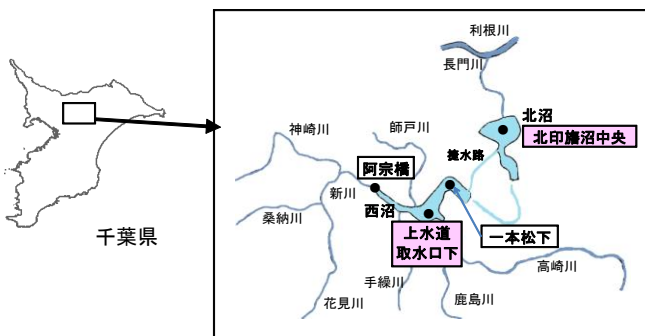 利根川
長門川
北沼
北印旛沼中央
師戸川
神崎川
捷水路
阿宗橋
新川
西沼
桑納川
上水道
取水口下
一本松下
千葉県
高崎川
手繰川
鹿島川
花見川